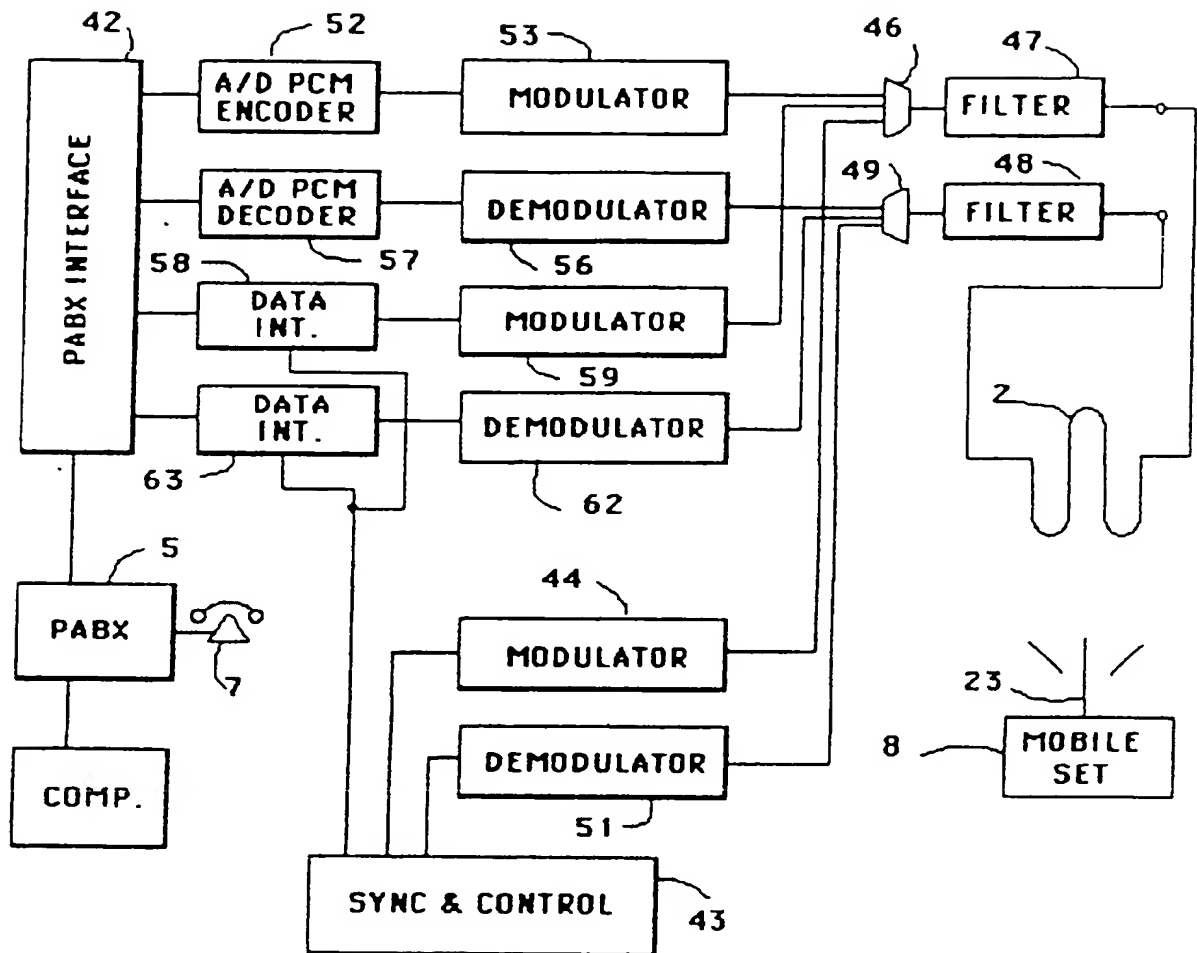 42
52
53
46
47
A/D PCM
ENCODER
MODULATOR
FILTER
PABX INTERFACE
A/D PCM
DECODER
DEMODULATOR
49
48
FILTER
57
56
58
DATA
INT.
MODULATOR
59
2
DATA
INT.
DEMODULATOR
63
62
5
44
PABX
7
MODULATOR
23
8
MOBILE
SET
DEMODULATOR
COMP.
51
SYNC & CONTROL
43